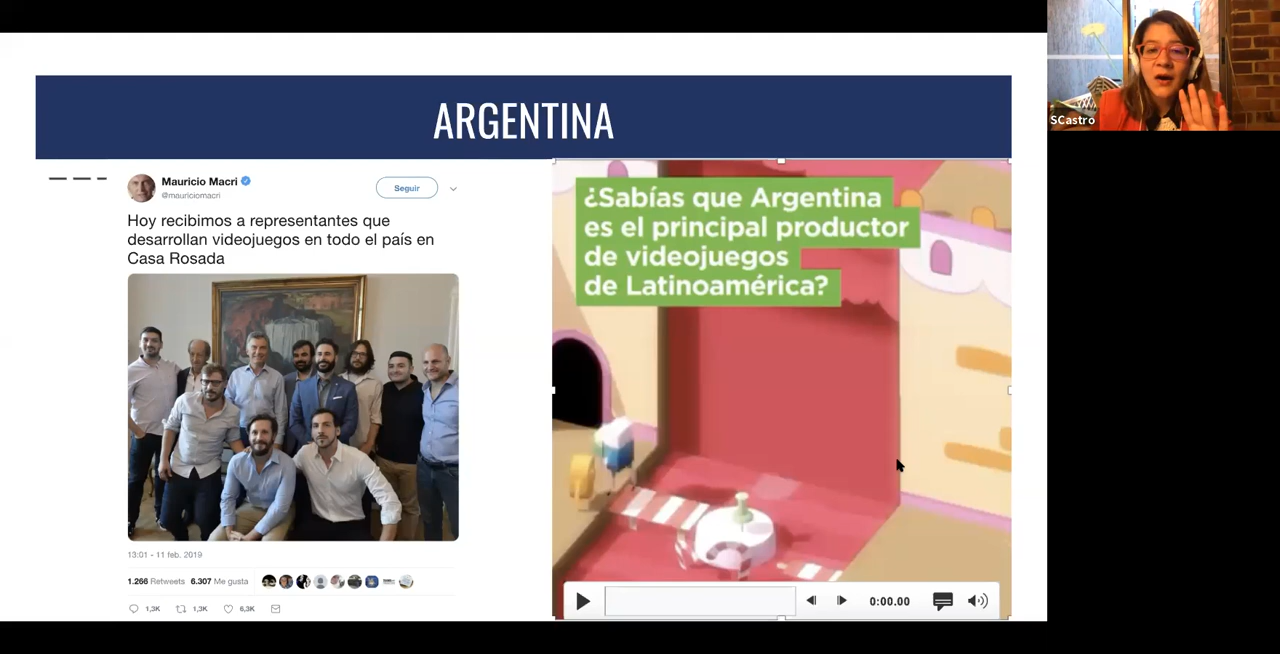 ARGENTINA
Mauricio Macri
@mauriciomacri
Seguir
Hoy recibimos a representantes que
desarrollan videojuegos en todo el país en
Casa Rosada
13:01 - 11 feb. 2019
1.266 Retweets 6.307 Me gusta
1,3K 1,3K 6,3K
¿Sabías que Argentina
es el principal productor
de videojuegos
de Latinoamérica?
0:00.00
SCastro